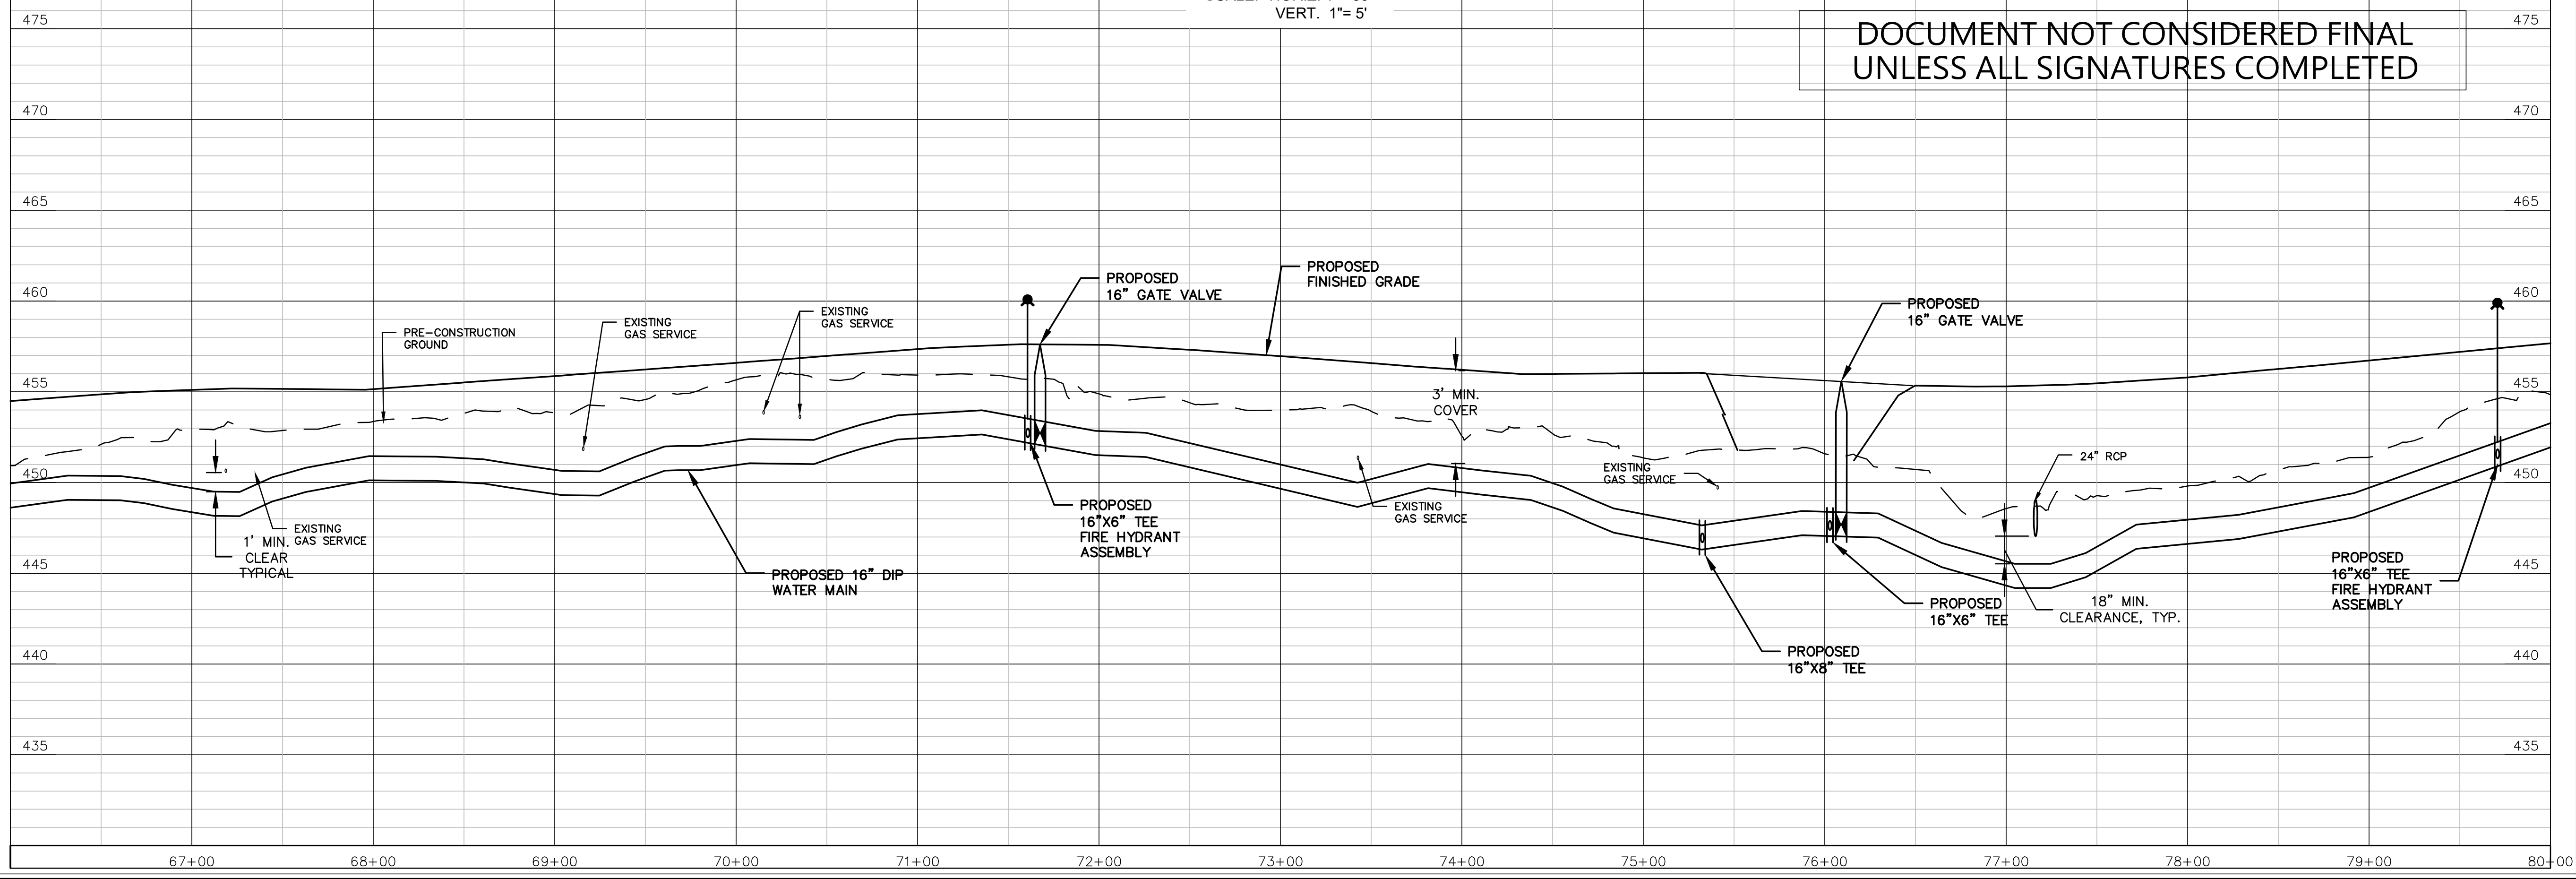 VERT. 1"= 5'
DOCUMENT NOT CONSIDERED FINAL
UNLESS ALL SIGNATURES COMPLETED
475
475
470
470
465
465
460
460
455
455
450
450
445
445
440
440
435
435
PRE-CONSTRUCTION
GROUND
EXISTING
GAS SERVICE
EXISTING
GAS SERVICE
PROPOSED
16" GATE VALVE
PROPOSED
FINISHED GRADE
3' MIN.
COVER
PROPOSED
16" GATE VALVE
24" RCP
EXISTING
GAS SERVICE
1' MIN.
CLEAR
TYPICAL
EXISTING
GAS SERVICE
PROPOSED 16" DIP
WATER MAIN
PROPOSED
16"X6" TEE
FIRE HYDRANT
ASSEMBLY
EXISTING
GAS SERVICE
PROPOSED
16"X8" TEE
PROPOSED
16"X6" TEE
18" MIN.
CLEARANCE, TYP.
PROPOSED
16"X6" TEE
FIRE HYDRANT
ASSEMBLY
67+00
68+00
69+00
70+00
71+00
72+00
73+00
74+00
75+00
76+00
77+00
78+00
79+00
80+00